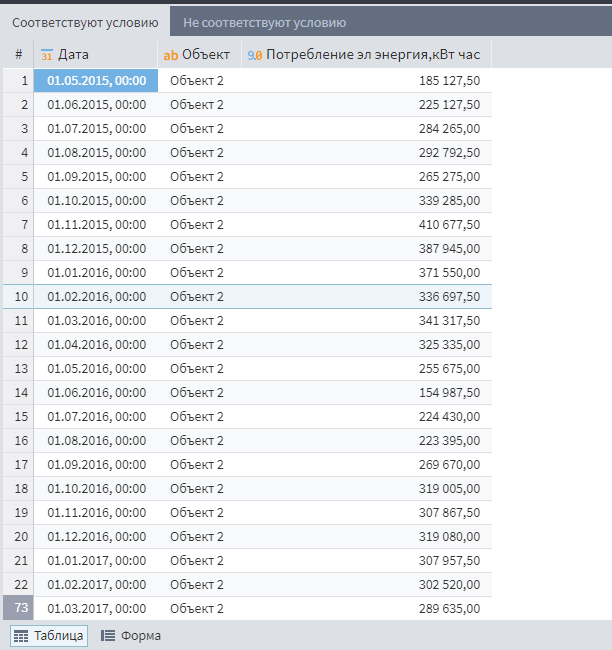 Соответствуют условию Не соответствуют условию
# 31 Дата ab Объект 9.0 Потребление эл энергия,кВт час
1 01.05.2015, 00:00 Объект 2 185 127,50
2 01.06.2015, 00:00 Объект 2 225 127,50
3 01.07.2015, 00:00 Объект 2 284 265,00
4 01.08.2015, 00:00 Объект 2 292 792,50
5 01.09.2015, 00:00 Объект 2 265 275,00
6 01.10.2015, 00:00 Объект 2 339 285,00
7 01.11.2015, 00:00 Объект 2 410 677,50
8 01.12.2015, 00:00 Объект 2 387 945,00
9 01.01.2016, 00:00 Объект 2 371 550,00
10 01.02.2016, 00:00 Объект 2 336 697,50
11 01.03.2016, 00:00 Объект 2 341 317,50
12 01.04.2016, 00:00 Объект 2 325 335,00
13 01.05.2016, 00:00 Объект 2 255 675,00
14 01.06.2016, 00:00 Объект 2 154 987,50
15 01.07.2016, 00:00 Объект 2 224 430,00
16 01.08.2016, 00:00 Объект 2 223 395,00
17 01.09.2016, 00:00 Объект 2 269 670,00
18 01.10.2016, 00:00 Объект 2 319 005,00
19 01.11.2016, 00:00 Объект 2 307 867,50
20 01.12.2016, 00:00 Объект 2 319 080,00
21 01.01.2017, 00:00 Объект 2 307 957,50
22 01.02.2017, 00:00 Объект 2 302 520,00
73 01.03.2017, 00:00 Объект 2 289 635,00
Таблица Форма